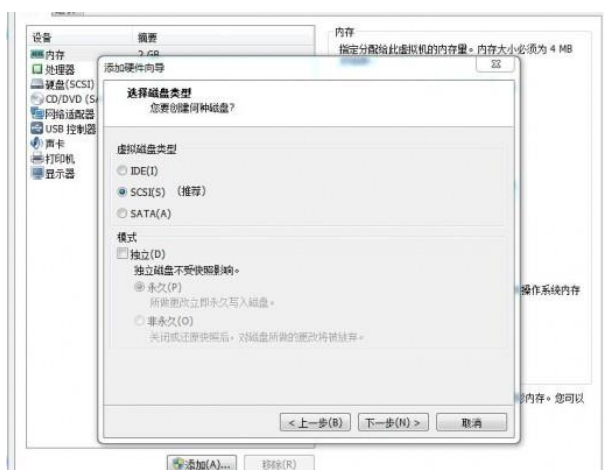 设备
摘要
内存
2 GB
处理器
硬盘(SCSI)
CD/DVD (SA
网络适配器
USB 控制器
声卡
打印机
显示器
添加(A)...
移除(R)
内存
指定分配给此虚拟机的内存量。内存大小必须为 4 MB
操作系统内存
内存。您可以
添加硬件向导
选择磁盘类型
您要创建何种磁盘?
虚拟磁盘类型
IDE(I)
SCSI(S) (推荐)
SATA(A)
模式
独立(D)
独立磁盘不受快照影响。
永久(P)
所做更改立即永久写入磁盘。
非永久(O)
关闭或还原快照后，对磁盘所做的更改将被放弃。
< 上一步(B)
下一步(N) >
取消